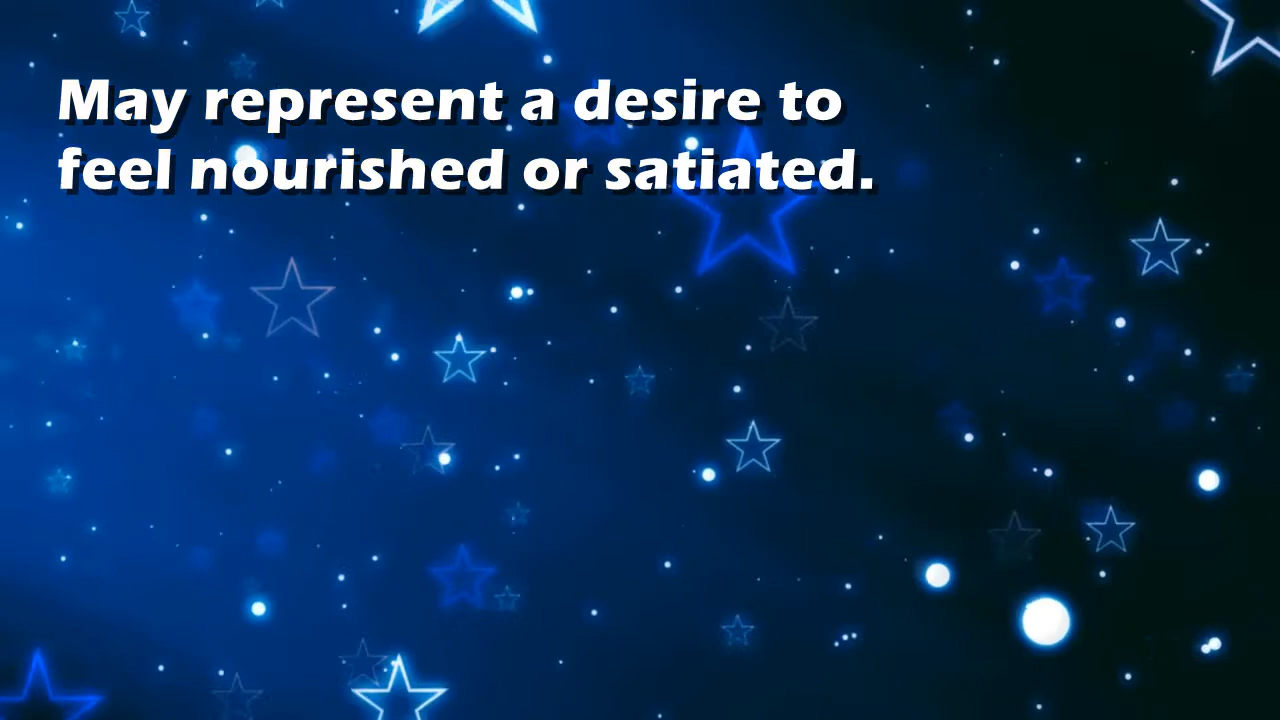 May represent a desire to
feel nourished or satiated.